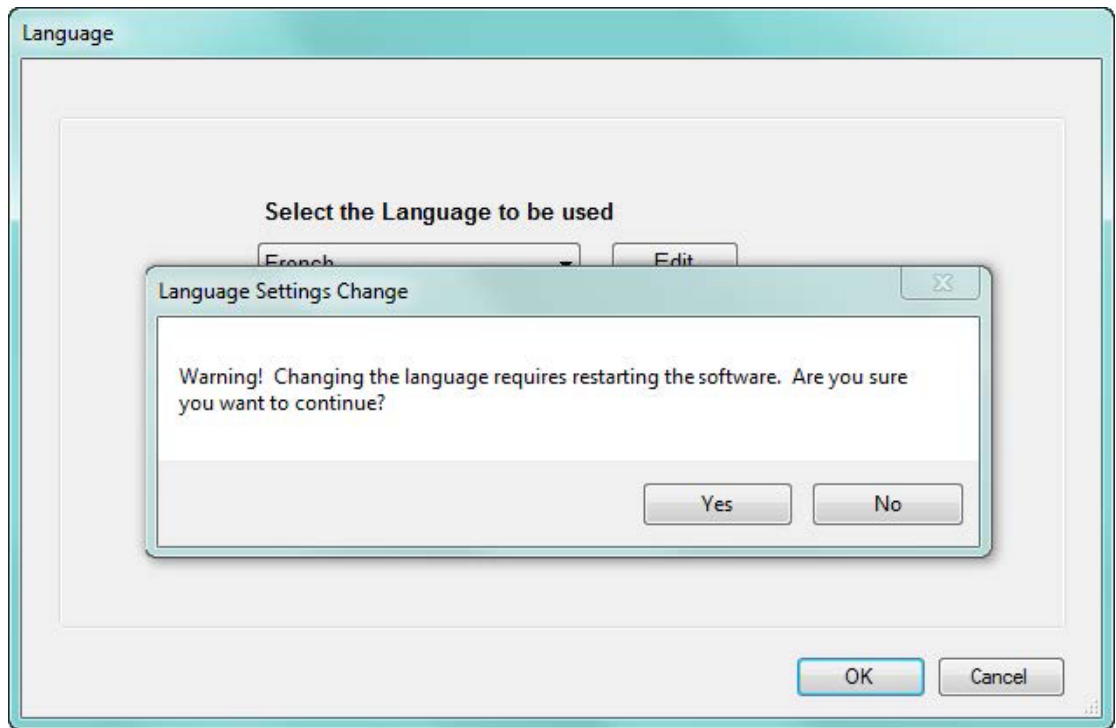 Language
Select the Language to be used
French
Edit
Language Settings Change
Warning!  Changing the language requires restarting the software.  Are you sure
you want to continue?
Yes
No
OK
Cancel